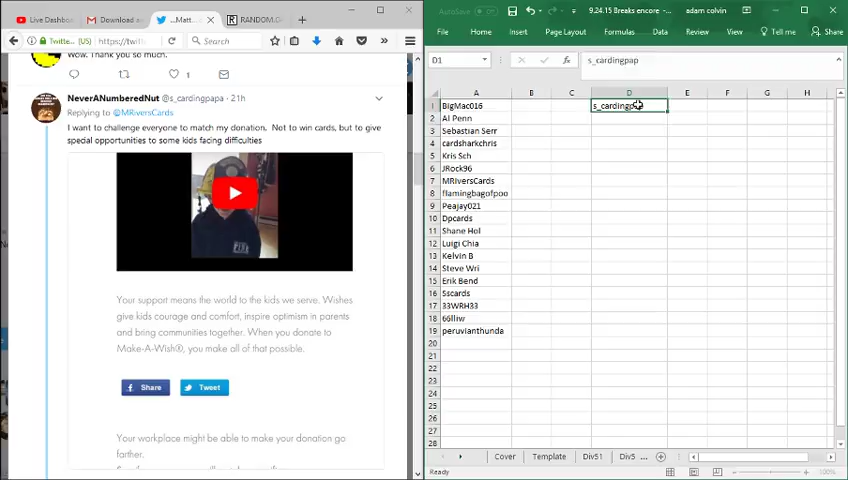 Live Dashboa
Download a
Matt
RANDOM.O
Twitte...
https://twitt
Search
Wow. Thank you so much.
1
NeverANumberedNut @s_cardingpapa · 21h
Replying to @MRiversCards
I want to challenge everyone to match my donation. Not to win cards, but to give
special opportunities to some kids facing difficulties
Your support means the world to the kids we serve. Wishes
give kids courage and comfort, inspire optimism in parents
and bring communities together. When you donate to
Make-A-Wish®, you make all of that possible.
Share
Tweet
Your workplace might be able to make your donation go
farther.
AutoSave
9.24.15 Breaks encore
adam colvin
File
Home
Insert
Page Layout
Formulas
Data
Review
View
Tell me
Share
D1
fx
s_cardingpap
A B C D E F G H
1 BigMac016 s_cardingpap
2 Al Penn
3 Sebastian Serr
4 cardsharkchris
5 Kris Sch
6 JRock96
7 MRiversCards
8 flamingbagofpoo
9 Peajay021
10 Dpcards
11 Shane Hol
12 Luigi Chia
13 Kelvin B
14 Steve Wri
15 Erik Bend
16 Sscards
17 33WRH33
18 66lliw
19 peruvianthunda
20
21
22
23
24
25
26
27
28
Cover
Template
Div51
Div5 ...
Ready